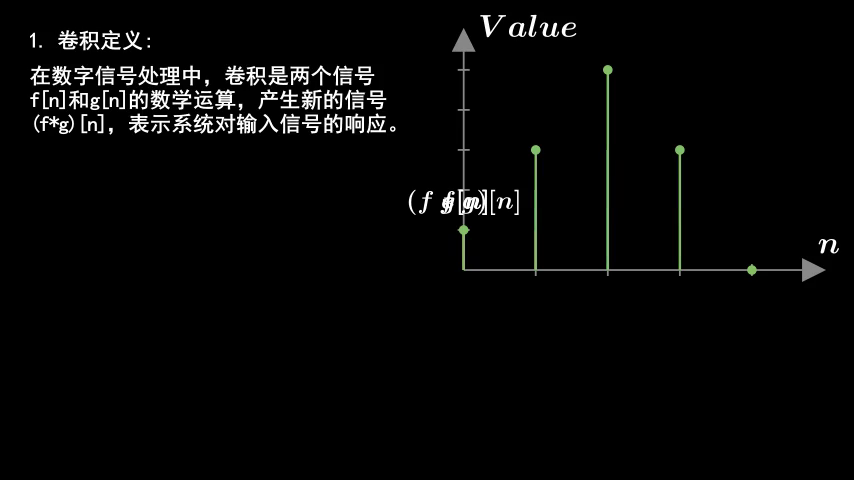 1. 卷积定义:
在数字信号处理中，卷积是两个信号
f[n]和g[n]的数学运算，产生新的信号
(f*g)[n]，表示系统对输入信号的响应。
Value
n